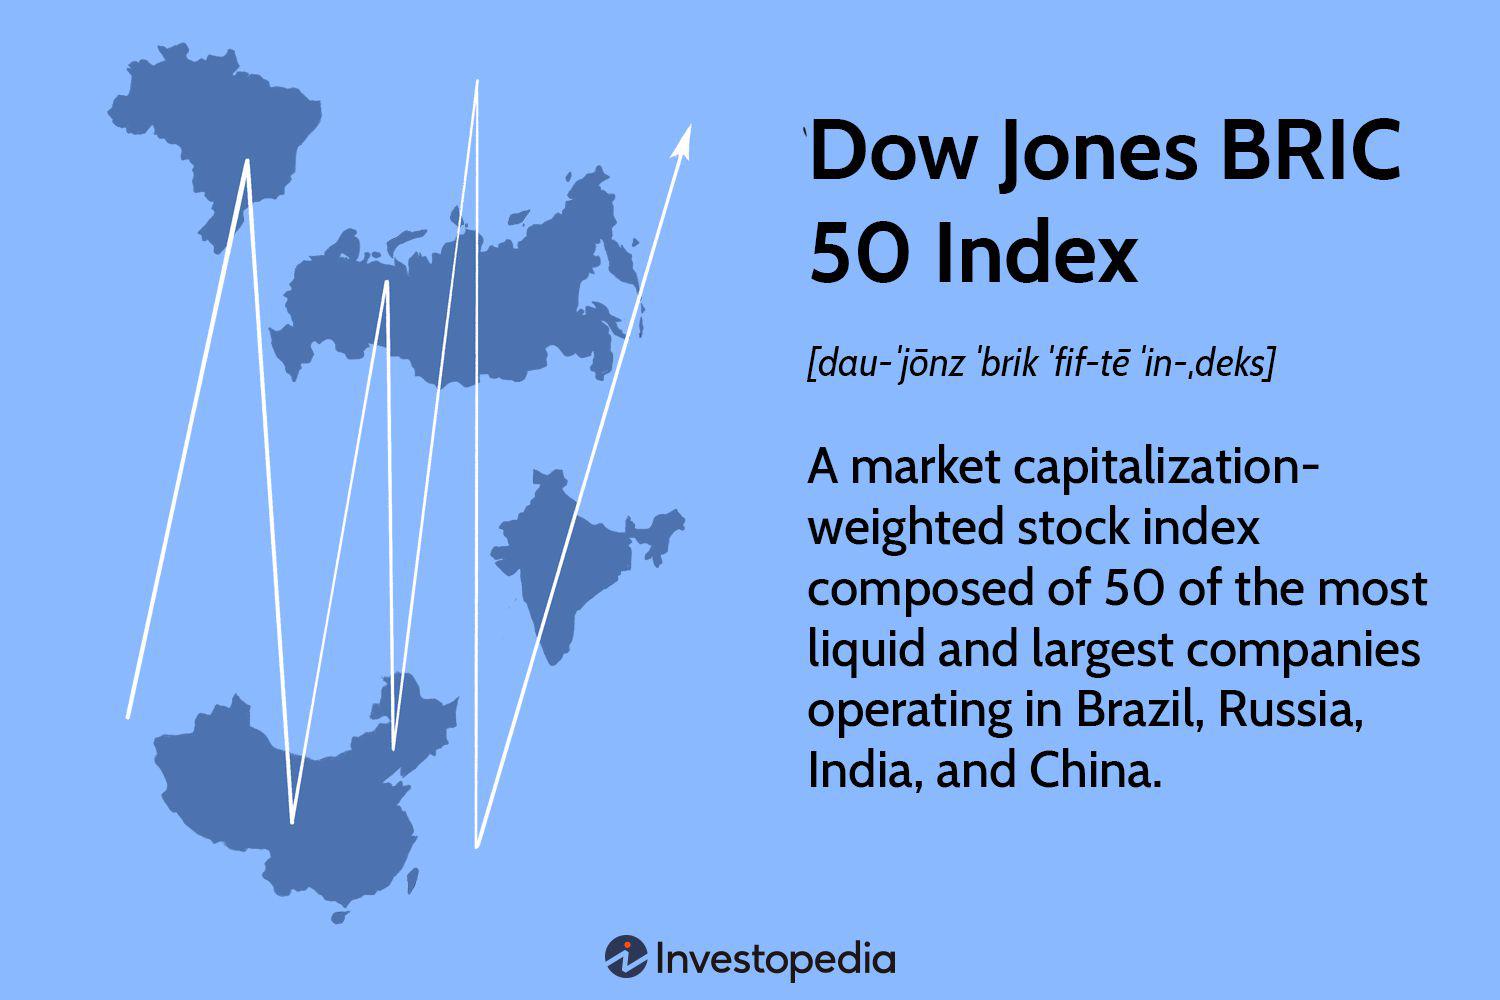 Dow Jones BRIC
50 Index
[dau-ˈjōnz ˈbrik ˈfif-tē ˈin-ˌdeks]
A market capitalization-
weighted stock index
composed of 50 of the most
liquid and largest companies
operating in Brazil, Russia,
India, and China.
Investopedia